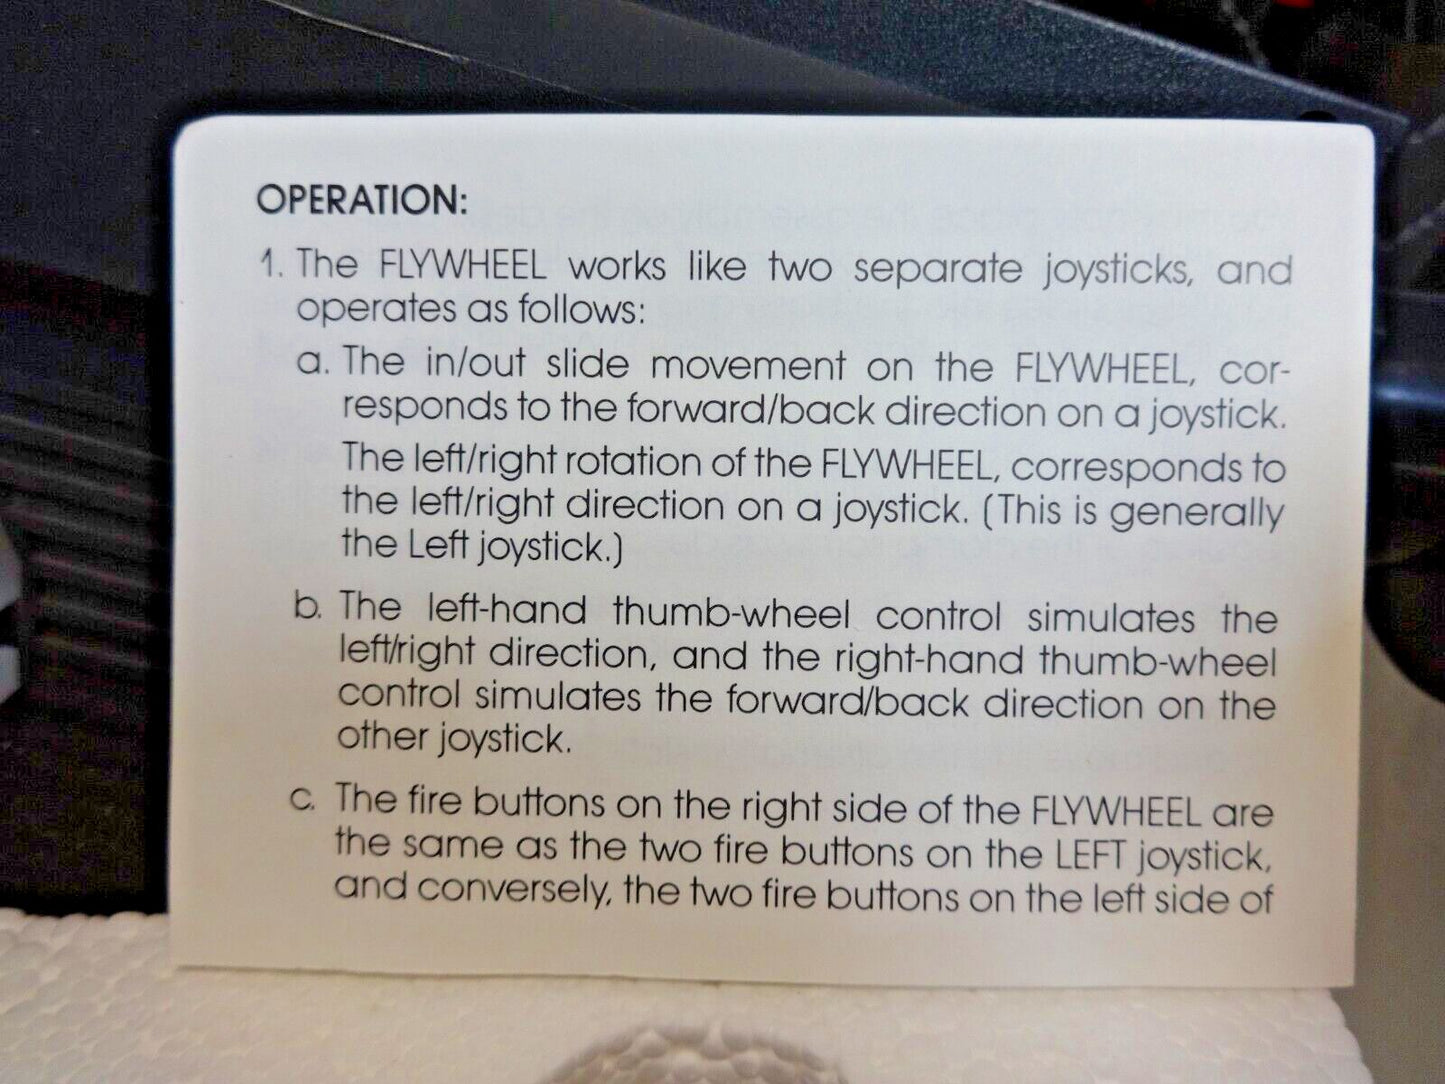 OPERATION:
1. The FLYWHEEL works like two separate joysticks, and
operates as follows:
a. The in/out slide movement on the FLYWHEEL, cor-
responds to the forward/back direction on a joystick.
The left/right rotation of the FLYWHEEL, corresponds to
the left/right direction on a joystick. (This is generally
the Left joystick.)
b. The left-hand thumb-wheel control simulates the
left/right direction, and the right-hand thumb-wheel
control simulates the forward/back direction on the
other joystick.
c. The fire buttons on the right side of the FLYWHEEL are
the same as the two fire buttons on the LEFT joystick,
and conversely, the two fire buttons on the left side of